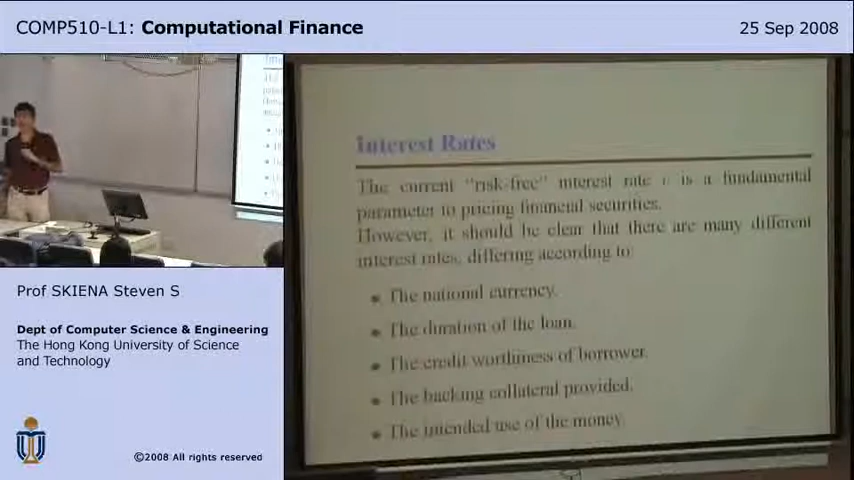 COMP510-L1: Computational Finance
25 Sep 2008
Interest Rates
The current "risk-free" interest rate r is a fundamental
parameter to pricing financial securities.
However, it should be clear that there are many different
interest rates, differing according to:
• The national currency.
• The duration of the loan.
• The credit worthiness of borrower.
• The backing collateral provided.
• The intended use of the money.
Prof SKIENA Steven S
Dept of Computer Science & Engineering
The Hong Kong University of Science
and Technology
©2008 All rights reserved